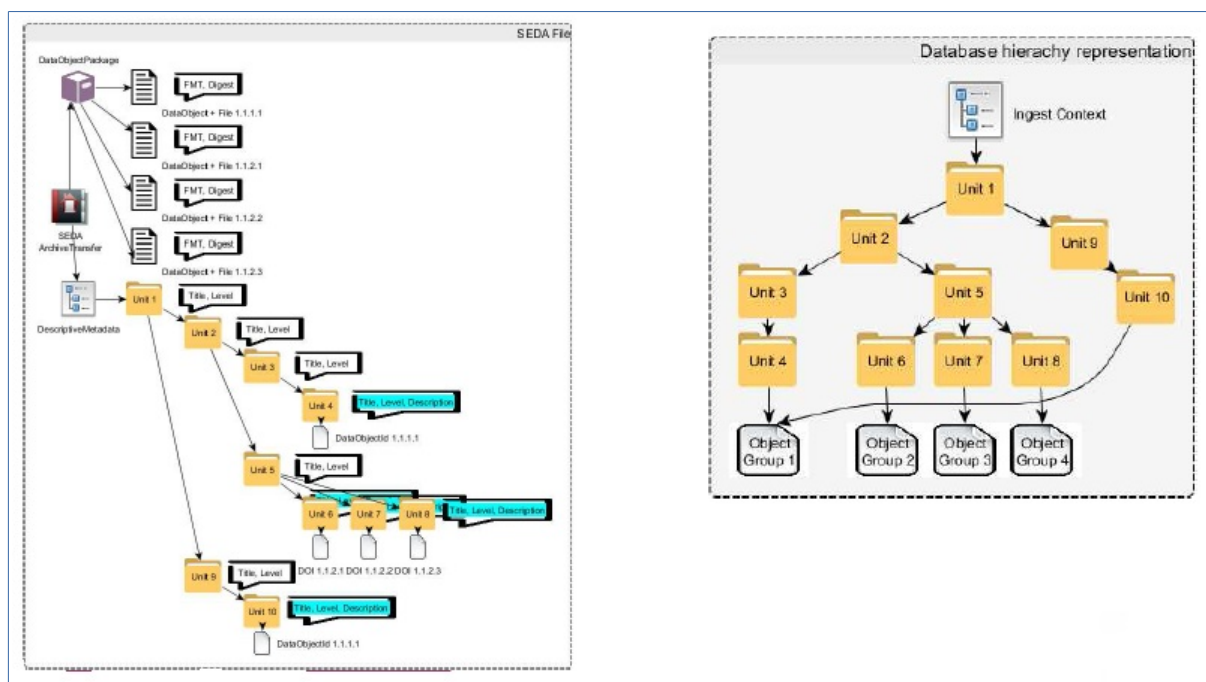 SEDA File
DataObjectPackage
FMT, Digest
DataObject + File 1.1.1.1
FMT, Digest
DataObject + File 1.1.2.1
FMT, Digest
DataObject + File 1.1.2.2
FMT, Digest
DataObject + File 1.1.2.3
SEDA
ArchiveTransfer
DescriptiveMetadata
Unit 1
Title, Level
Unit 2
Title, Level
Unit 3
Title, Level
Unit 4
Title, Level, Description
DataObjectId 1.1.1.1
Unit 5
Title, Level
Unit 6
Unit 7
Unit 8
Title, Level, Description
DOI 1.1.2.1 DOI 1.1.2.2 DOI 1.1.2.3
Unit 9
Title, Level
Unit 10
Title, Level, Description
DataObjectId 1.1.1.1
Database hierachy representation
Ingest Context
Unit 1
Unit 2
Unit 9
Unit 3
Unit 5
Unit 10
Unit 4
Unit 6
Unit 7
Unit 8
Object
Group 1
Object
Group 2
Object
Group 3
Object
Group 4